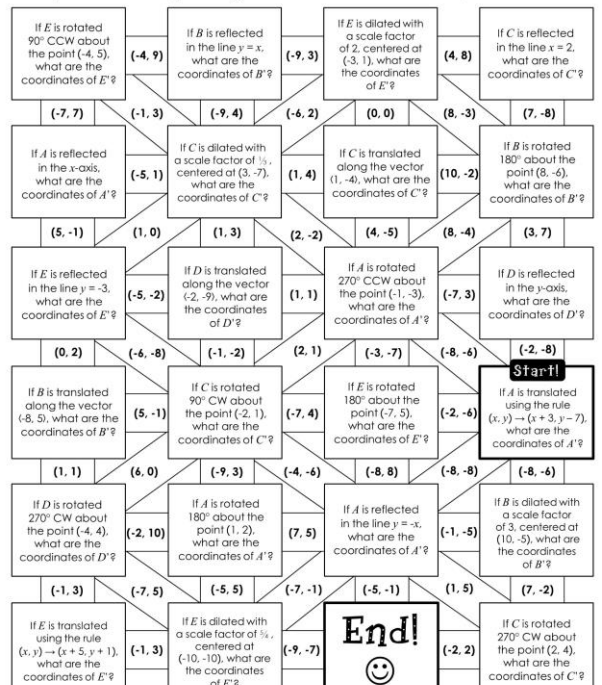 If E is rotated
90° CCW about
the point (-4, 5),
what are the
coordinates of E'?
(-4, 9)
If B is reflected
in the line y = x,
what are the
coordinates of B'?
(-9, 3)
If E is dilated with
a scale factor
of 2, centered at
(-3, 1), what are
the coordinates
of E'?
(4, 8)
If C is reflected
in the line x = 2,
what are the
coordinates of C'?
(-7, 7)
(-1, 3)
(-9, 4)
(-6, 2)
(0, 0)
(8, -3)
(7, -8)
If A is reflected
in the x-axis,
what are the
coordinates of A'?
(-5, 1)
If C is dilated with
a scale factor of ,
centered at (3, -7),
what are the
coordinates of C'?
(1, 4)
If C is translated
along the vector
⟨1, -4⟩, what are the
coordinates of C'?
(10, -2)
If B is rotated
180° about the
point (8, -6),
what are the
coordinates of B'?
(5, -1)
(1, 0)
(1, 3)
(2, -2)
(4, -5)
(8, -4)
(3, 7)
If E is reflected
in the line y = -3,
what are the
coordinates of E'?
(-5, -2)
If D is translated
along the vector
⟨-2, -9⟩, what are
the coordinates
of D'?
(1, 1)
If A is rotated
270° CCW about
the point (-1, -3),
what are the
coordinates of A'?
(-7, 3)
If D is reflected
in the y-axis,
what are the
coordinates of D'?
(0, 2)
(-6, -8)
(-1, -2)
(2, 1)
(-3, -7)
(-8, -6)
(-2, -8)
If B is translated
along the vector
⟨-8, 5⟩, what are the
coordinates of B'?
(5, -1)
If C is rotated
90° CW about
the point (-2, 1),
what are the
coordinates of C'?
(-7, 4)
If E is rotated
180° about the
point (-7, 5),
what are the
coordinates of E'?
(-2, -6)
Start!
If A is translated
using the rule
(x, y) → (x + 3, y – 7),
what are the
coordinates of A'?
(1, 1)
(6, 0)
(-9, 3)
(-4, -6)
(-8, 8)
(-8, -8)
(-8, -6)
If D is rotated
270° CW about
the point (-4, 4),
what are the
coordinates of D'?
(-2, 10)
If A is rotated
180° about the
point (1, 2),
what are the
coordinates of A'?
(7, 5)
If A is reflected
in the line y = -x,
what are the
coordinates of A'?
(-1, -5)
If B is dilated with
a scale factor
of 3, centered at
(10, -5), what are
the coordinates
of B'?
(-1, 3)
(-7, 5)
(-5, 5)
(-7, -1)
(-5, -1)
(1, 5)
(7, -2)
If E is translated
using the rule
(x, y) → (x + 5, y + 1),
what are the
coordinates of E'?
(-1, 3)
If E is dilated with
a scale factor of ,
centered at
(-10, -10), what are
the coordinates
of E'?
(-9, -7)
End!
(-2, 2)
If C is rotated
270° CW about
the point (2, 4),
what are the
coordinates of C'?